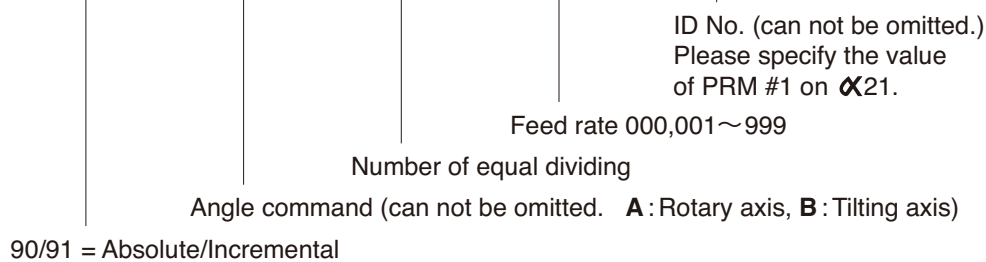 ID No. (can not be omitted.)
Please specify the value
of PRM #1 on α21.
Feed rate 000,001～999
Number of equal dividing
Angle command (can not be omitted. A : Rotary axis, B : Tilting axis)
90/91 = Absolute/Incremental